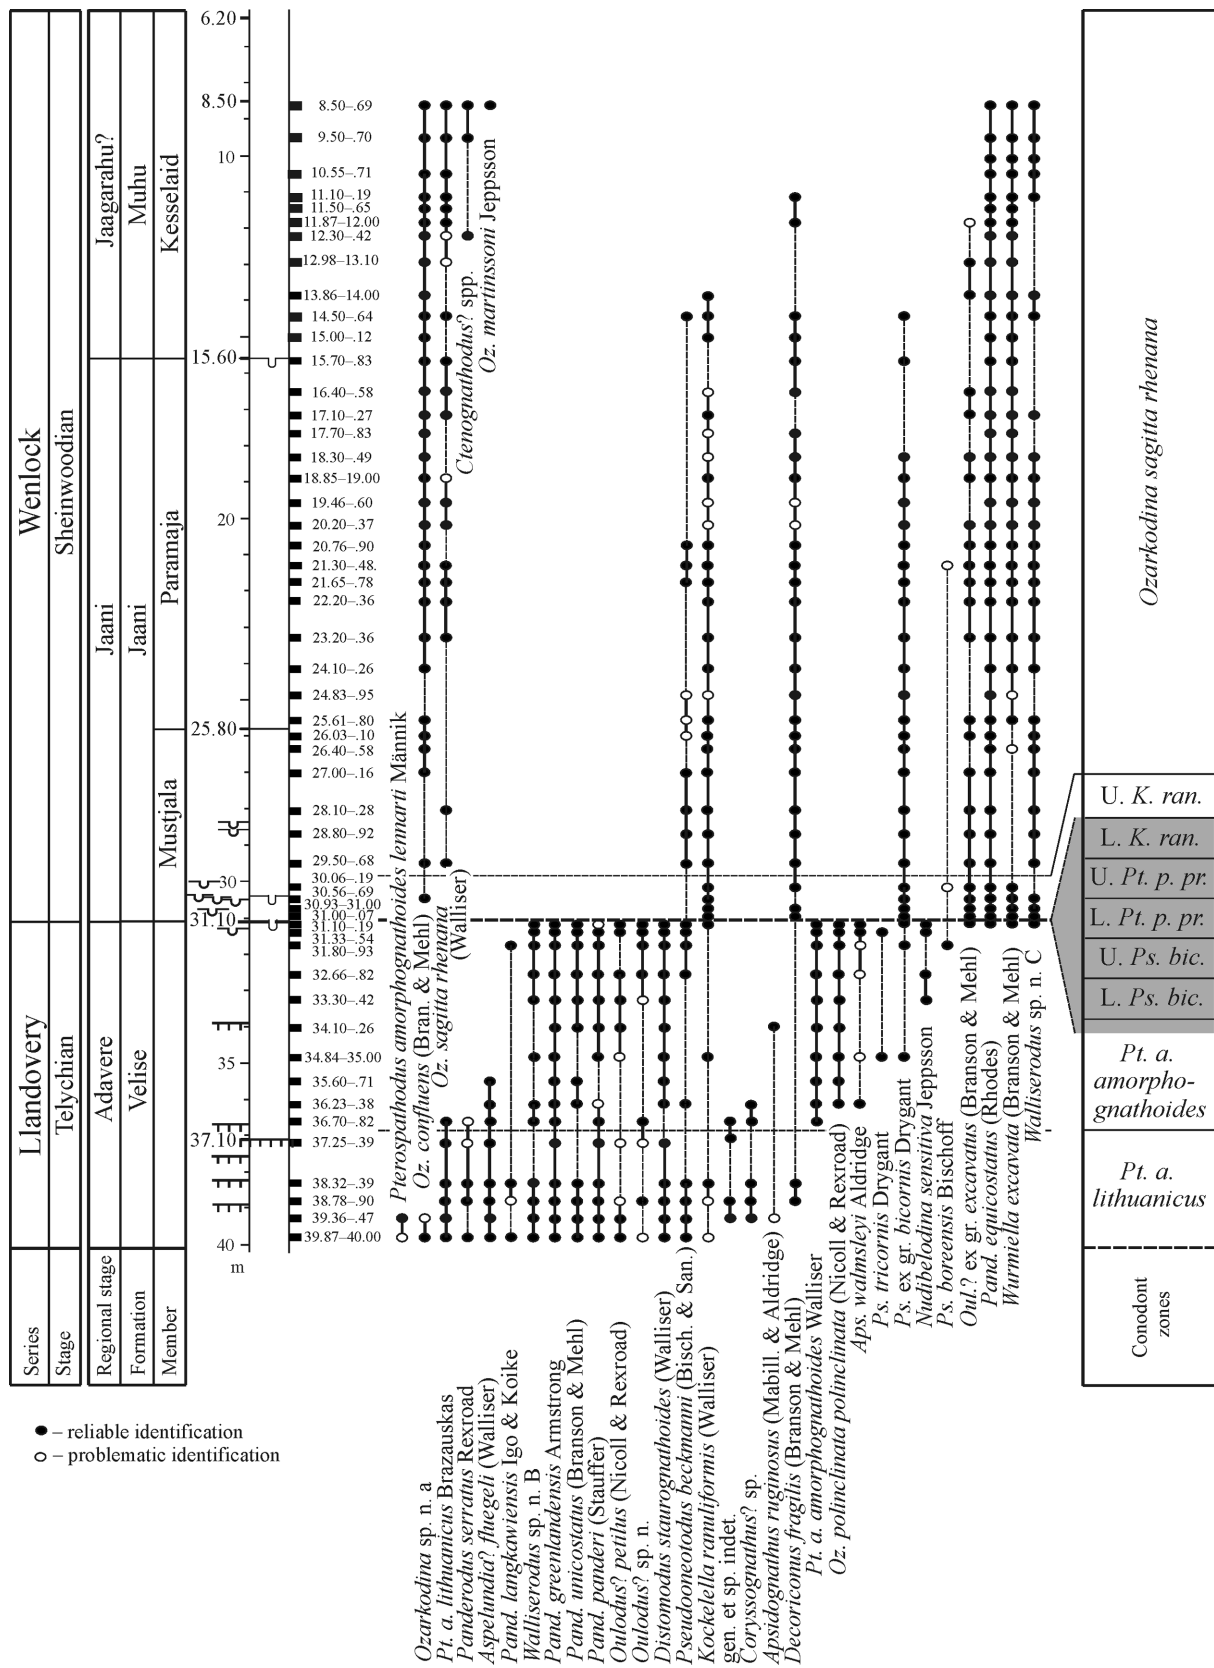 6.20
8.50
10
15.60
20
25.80
30
31.10
35
37.10
40
m
8.50–.69
9.50–.70
10.55–.71
11.10–.19
11.50–.65
11.87–12.00
12.30–.42
12.98–13.10
13.86–14.00
14.50–.64
15.00–.12
15.70–.83
16.40–.58
17.10–.27
17.70–.83
18.30–.49
18.85–19.00
19.46–.60
20.20–.37
20.76–.90
21.30–.48.
21.65–.78
22.20–.36
23.20–.36
24.10–.26
24.83–.95
25.61–.80
26.03–.10
26.40–.58
27.00–.16
28.10–.28
28.80–.92
29.50–.68
30.06–.19
30.56–.69
30.93–31.00
31.00–.07
31.10–.19
31.33–.54
31.80–.93
32.66–.82
33.30–.42
34.10–.26
34.84–35.00
35.60–.71
36.23–.38
36.70–.82
37.25–.39
38.32–.39
38.78–.90
39.36–.47
39.87–40.00
Wenlock
Llandovery
Sheinwoodian
Telychian
Jaagarahu?
Jaani
Adavere
Muhu
Jaani
Velise
Kesselaid
Paramaja
Mustjala
Series
Stage
Regional stage
Formation
Member
Pterospathodus amorphognathoides lennarti Männik
Oz. confluens (Bran. & Mehl)
Oz. sagitta rhenana
(Walliser)
Ctenognathodus? spp.
Oz. martinssoni Jeppsson
Ozarkodina sp. n. a
Pt. a. lithuanicus Brazauskas
Panderodus serratus Rexroad
Aspelundia? fluegeli (Walliser)
Pand. langkawiensis Igo & Koike
Walliserodus sp. n. B
Pand. greenlandensis Armstrong
Pand. unicostatus (Branson & Mehl)
Pand. panderi (Stauffer)
Oulodus? petilus (Nicoll & Rexroad)
Oulodus? sp. n.
Distomodus staurognathoides (Walliser)
Pseudooneotodus beckmanni (Bisch. & San.)
Kockelella ranuliformis (Walliser)
gen. et sp. indet.
Coryssognathus? sp.
Apsidognathus ruginosus (Mabill. & Aldridge)
Decoriconus fragilis (Branson & Mehl)
Pt. a. amorphognathoides Walliser
Oz. polinclinata polinclinata (Nicoll & Rexroad)
Aps. walmsleyi Aldridge
Ps. tricornis Drygant
Ps. ex gr. bicornis Drygant
Nudibelodina sensitiva Jeppsson
Ps. boreensis Bischoff
Oul.? ex gr. excavatus (Branson & Mehl)
Pand. equicostatus (Rhodes)
Wurmiella excavata (Branson & Mehl)
Walliserodus sp. n. C
Ozarkodina sagitta rhenana
U. K. ran.
L. K. ran.
U. Pt. p. pr.
L. Pt. p. pr.
U. Ps. bic.
L. Ps. bic.
Pt. a.
amorpho-
gnathoides
Pt. a.
lithuanicus
Conodont
zones
– reliable identification
– problematic identification